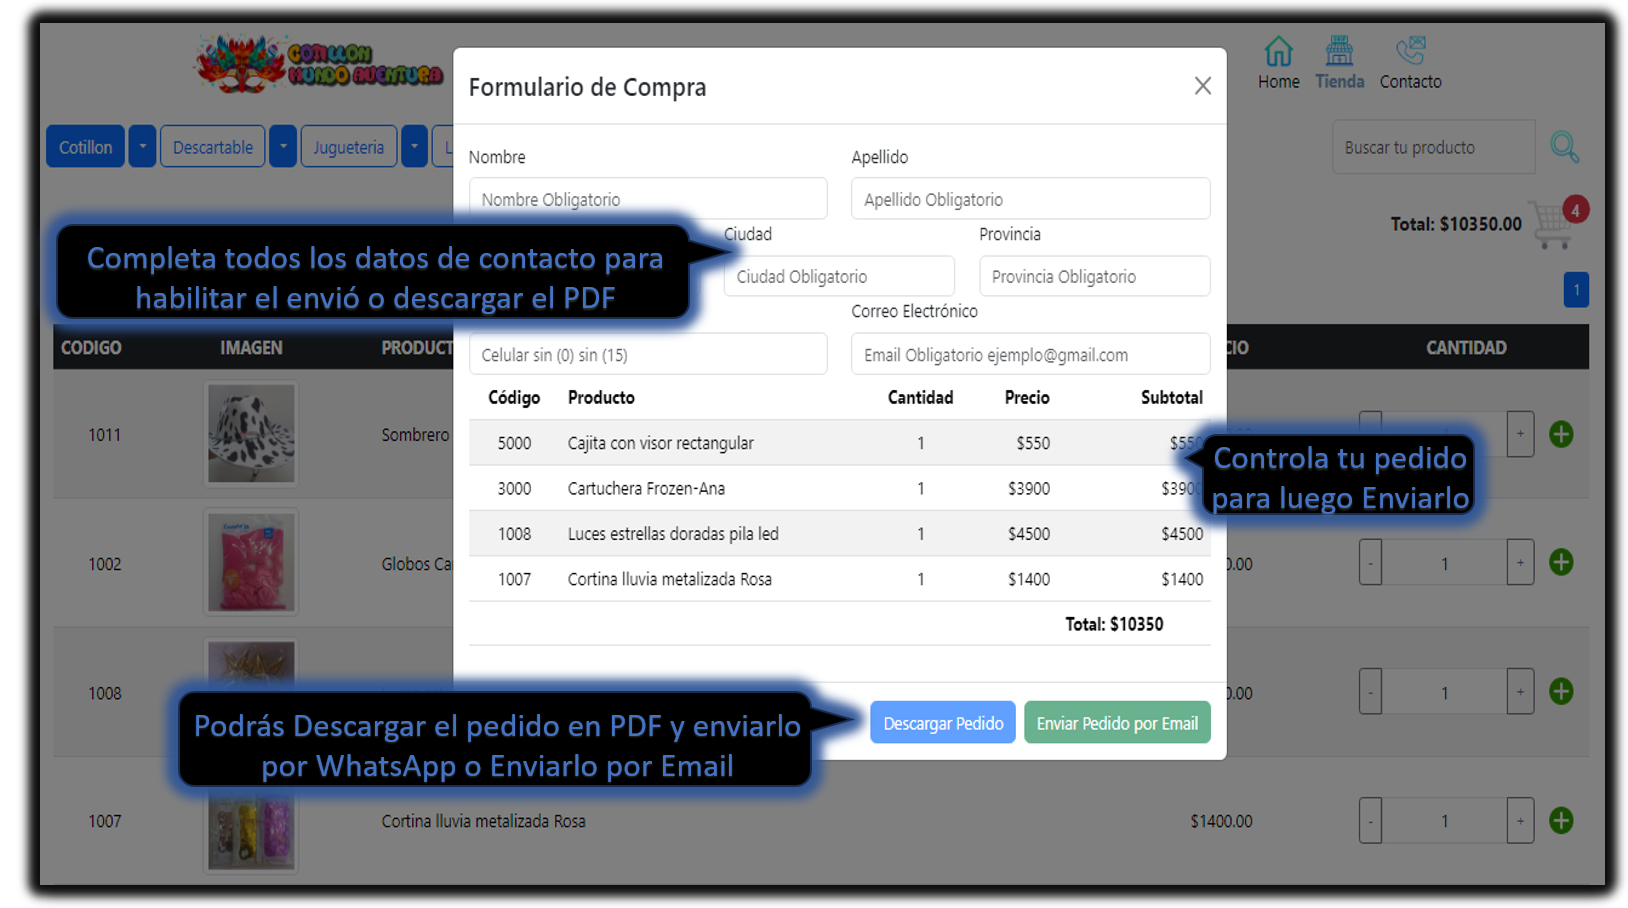 COTILLON
MUNDO AVENTURA
Formulario de Compra
Home
Tienda
Contacto
Cotillon
Descartable
Jugueteria
L
Buscar tu producto
Nombre
Apellido
Nombre Obligatorio
Apellido Obligatorio
Total: $10350.00
4
Ciudad
Provincia
Completa todos los datos de contacto para
habilitar el envió o descargar el PDF
Ciudad Obligatorio
Provincia Obligatorio
1
Correo Electrónico
Celular sin (0) sin (15)
Email Obligatorio ejemplo@gmail.com
CODIGO
IMAGEN
PRODUCT
CIO
CANTIDAD
Código Producto Cantidad Precio Subtotal
5000 Cajita con visor rectangular 1 $550 $550
3000 Cartuchera Frozen-Ana 1 $3900 $3900
1008 Luces estrellas doradas pila led 1 $4500 $4500
1007 Cortina lluvia metalizada Rosa 1 $1400 $1400
Total: $10350
Controla tu pedido
para luego Enviarlo
1011 Sombrero +
1002 Globos Ca 0.00 - 1 +
1008 0.00 - 1 +
Podrás Descargar el pedido en PDF y enviarlo
por WhatsApp o Enviarlo por Email
Descargar Pedido
Enviar Pedido por Email
1007 Cortina lluvia metalizada Rosa $1400.00 - 1 +